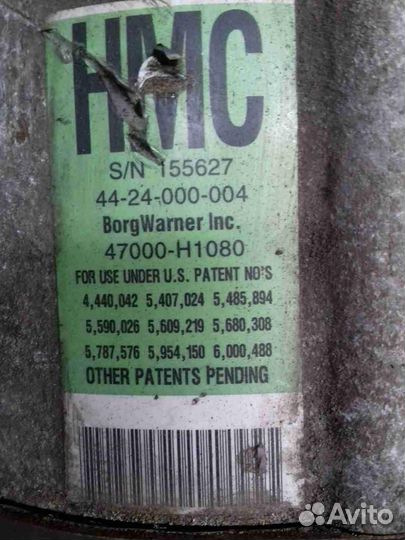 HMC
S/N 155627
44-24-000-004
BorgWarner Inc.
47000-H1080
FOR USE UNDER U.S. PATENT NO'S
4,440,042 5,407,024 5,485,894
5,590,026 5,609,219 5,680,308
5,787,576 5,954,150 6,000,488
OTHER PATENTS PENDING
Avito